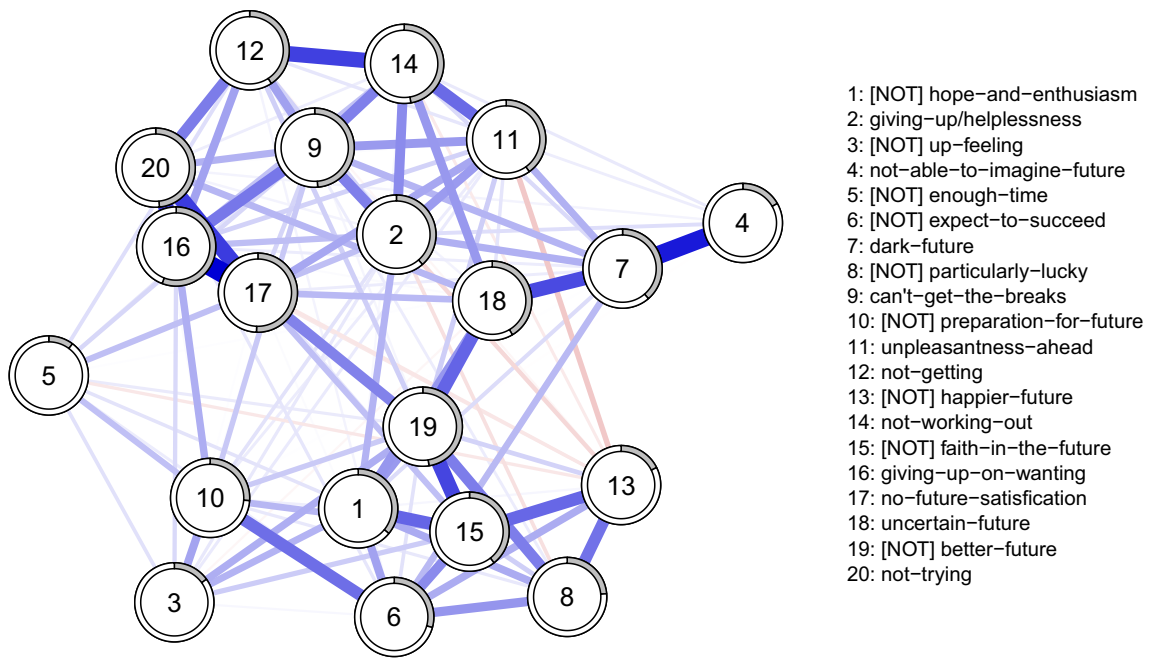 12
14
9
11
20
4
2
16
7
17
18
5
19
13
10
1
15
3
6
8
1: [NOT] hope−and−enthusiasm
2: giving−up/helplessness
3: [NOT] up−feeling
4: not−able−to−imagine−future
5: [NOT] enough−time
6: [NOT] expect−to−succeed
7: dark−future
8: [NOT] particularly−lucky
9: can't−get−the−breaks
10: [NOT] preparation−for−future
11: unpleasantness−ahead
12: not−getting
13: [NOT] happier−future
14: not−working−out
15: [NOT] faith−in−the−future
16: giving−up−on−wanting
17: no−future−satisfication
18: uncertain−future
19: [NOT] better−future
20: not−trying